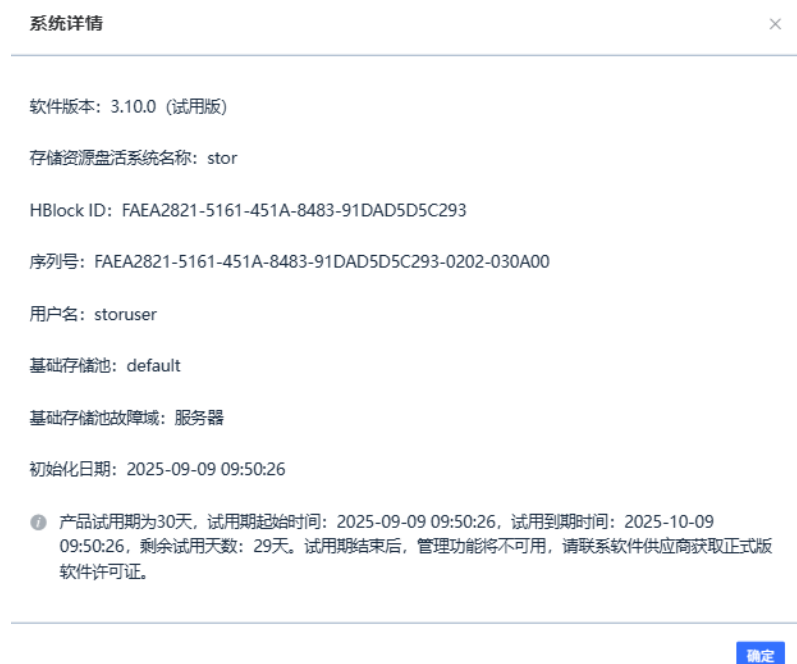 系统详情
软件版本：3.10.0（试用版）
存储资源盘活系统名称：stor
HBlock ID：FAEA2821-5161-451A-8483-91DAD5D5C293
序列号：FAEA2821-5161-451A-8483-91DAD5D5C293-0202-030A00
用户名：storuser
基础存储池：default
基础存储池故障域：服务器
初始化日期：2025-09-09 09:50:26
产品试用期为30天，试用期起始时间：2025-09-09 09:50:26，试用到期时间：2025-10-09
09:50:26，剩余试用天数：29天。试用期结束后，管理功能将不可用，请联系软件供应商获取正式版
软件许可证。
确定